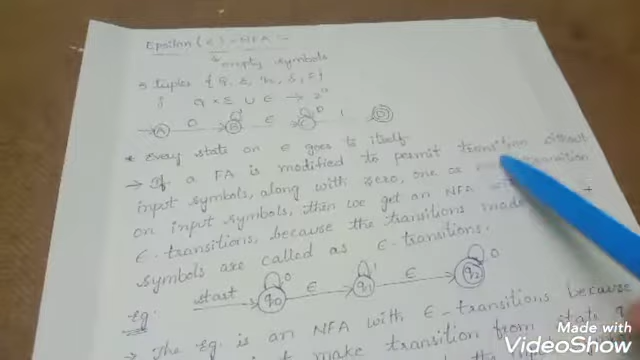 Epsilon (ε) - NFA :-
empty symbols
5 tuples {Q, Σ, q₀, δ, F}
δ Q × Σ ∪ ε → 2^Q
A 0 B 1 ε C 0 1 D
* Every state on ε goes to itself.
→ If a FA is modified to permit transition without
input symbols, along with zero, one or transition
on input symbols, then we get an NFA
ε-transitions, because the transitions made
symbols are called as ε-transitions.
Eg: start q0 0 ε q1 1 ε q2 0
→ The Eg. is an NFA with ε-transitions because
make transition from state q
Made with
VideoShow